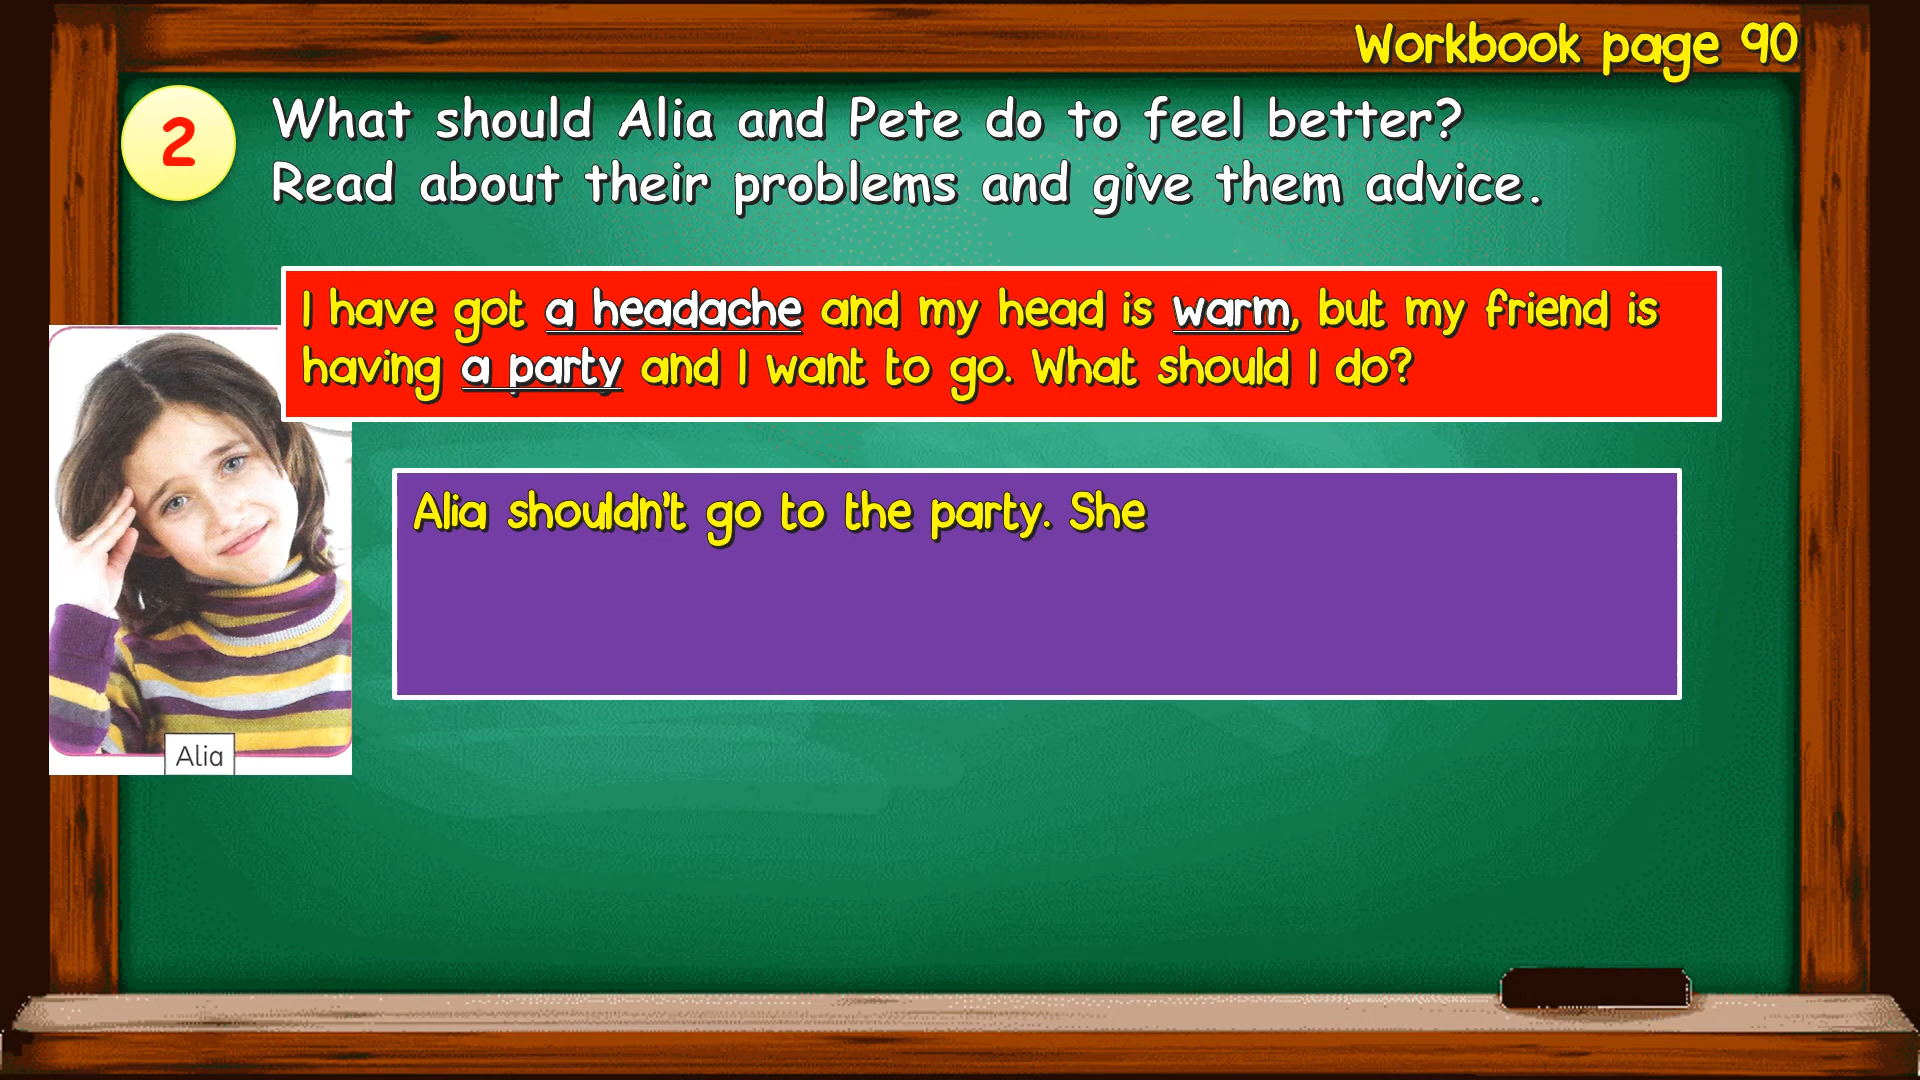 Workbook page 90
2
What should Alia and Pete do to feel better?
Read about their problems and give them advice.
I have got a headache and my head is warm, but my friend is
having a party and I want to go. What should I do?
Alia shouldn't go to the party. She
Alia